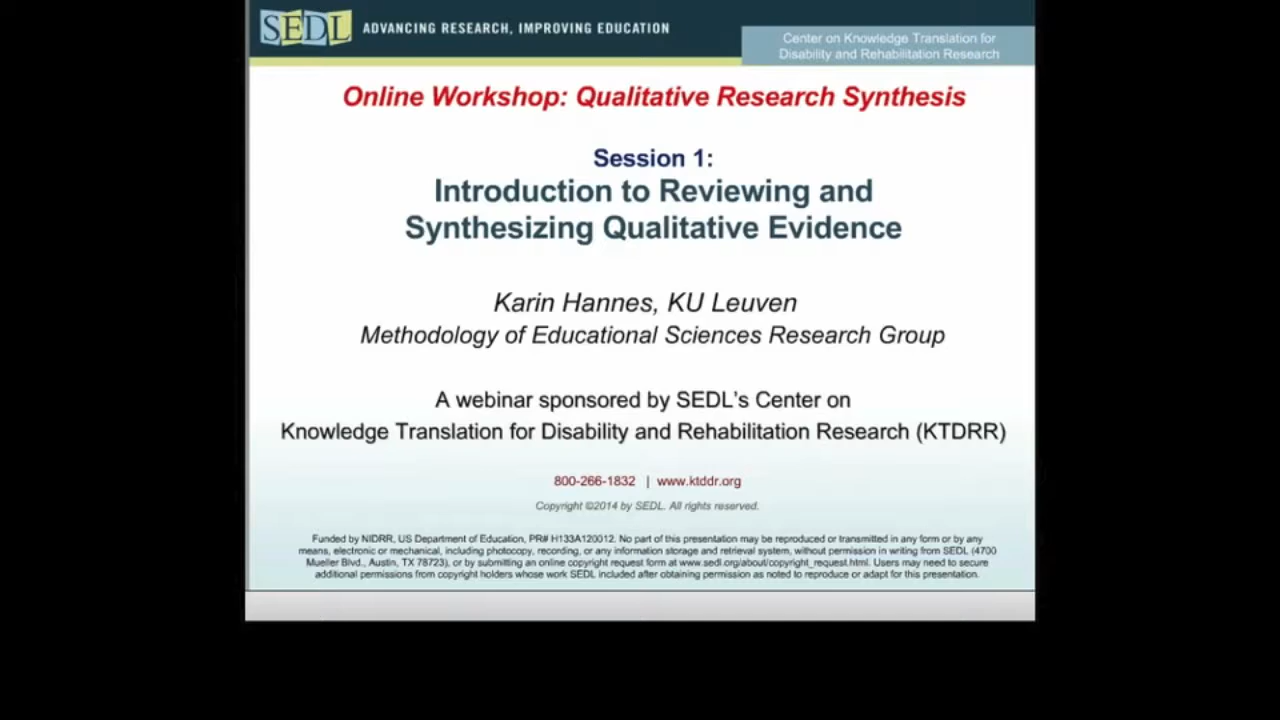 SEDL ADVANCING RESEARCH, IMPROVING EDUCATION
Center on Knowledge Translation for
Disability and Rehabilitation Research
Online Workshop: Qualitative Research Synthesis
Session 1:
Introduction to Reviewing and
Synthesizing Qualitative Evidence
Karin Hannes, KU Leuven
Methodology of Educational Sciences Research Group
A webinar sponsored by SEDL's Center on
Knowledge Translation for Disability and Rehabilitation Research (KTDRR)
800-266-1832 | www.ktddr.org
Copyright ©2014 by SEDL. All rights reserved.
Funded by NIDRR, US Department of Education, PR# H133A120012. No part of this presentation may be reproduced or transmitted in any form or by any
means, electronic or mechanical, including photocopy, recording, or any information storage and retrieval system, without permission in writing from SEDL (4700
Mueller Blvd., Austin, TX 78723), or by submitting an online copyright request form at www.sedl.org/about/copyright_request.html. Users may need to secure
additional permissions from copyright holders whose work SEDL included after obtaining permission as noted to reproduce or adapt for this presentation.